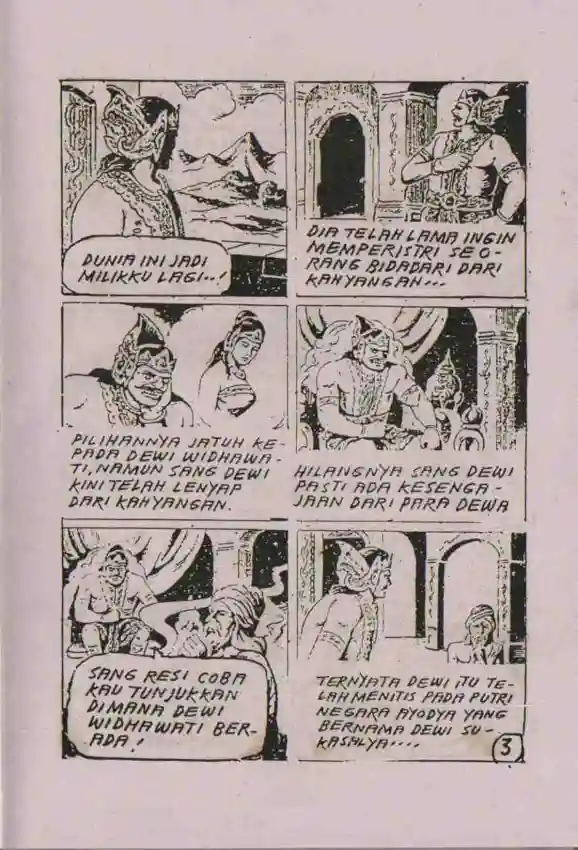 DUNIA INI JADI
MILIKKU LAGI...!
DIA TELAH LAMA INGIN
MEMPERISTRI SEO-
RANG BIDADARI DARI
KAHYANGAN...
PILIHANNYA JATUH KE-
PADA DEWI WIDHAWA-
TI, NAMUN SANG DEWI
KINI TELAH LENYAP
DARI KAHYANGAN.
HILANGNYA SANG DEWI
PASTI ADA KESENGA-
JAAN DARI PARA DEWA
SANG RESI COBA
KAU TUNJUKKAN
DIMANA DEWI
WIDHAWATI BER-
ADA!
TERNYATA DEWI iTU TE-
LAH MENITIS PADA PUTRI
NEGARA AYODYA YANG
BERNAMA DEWI SU-
KASALYA....
3